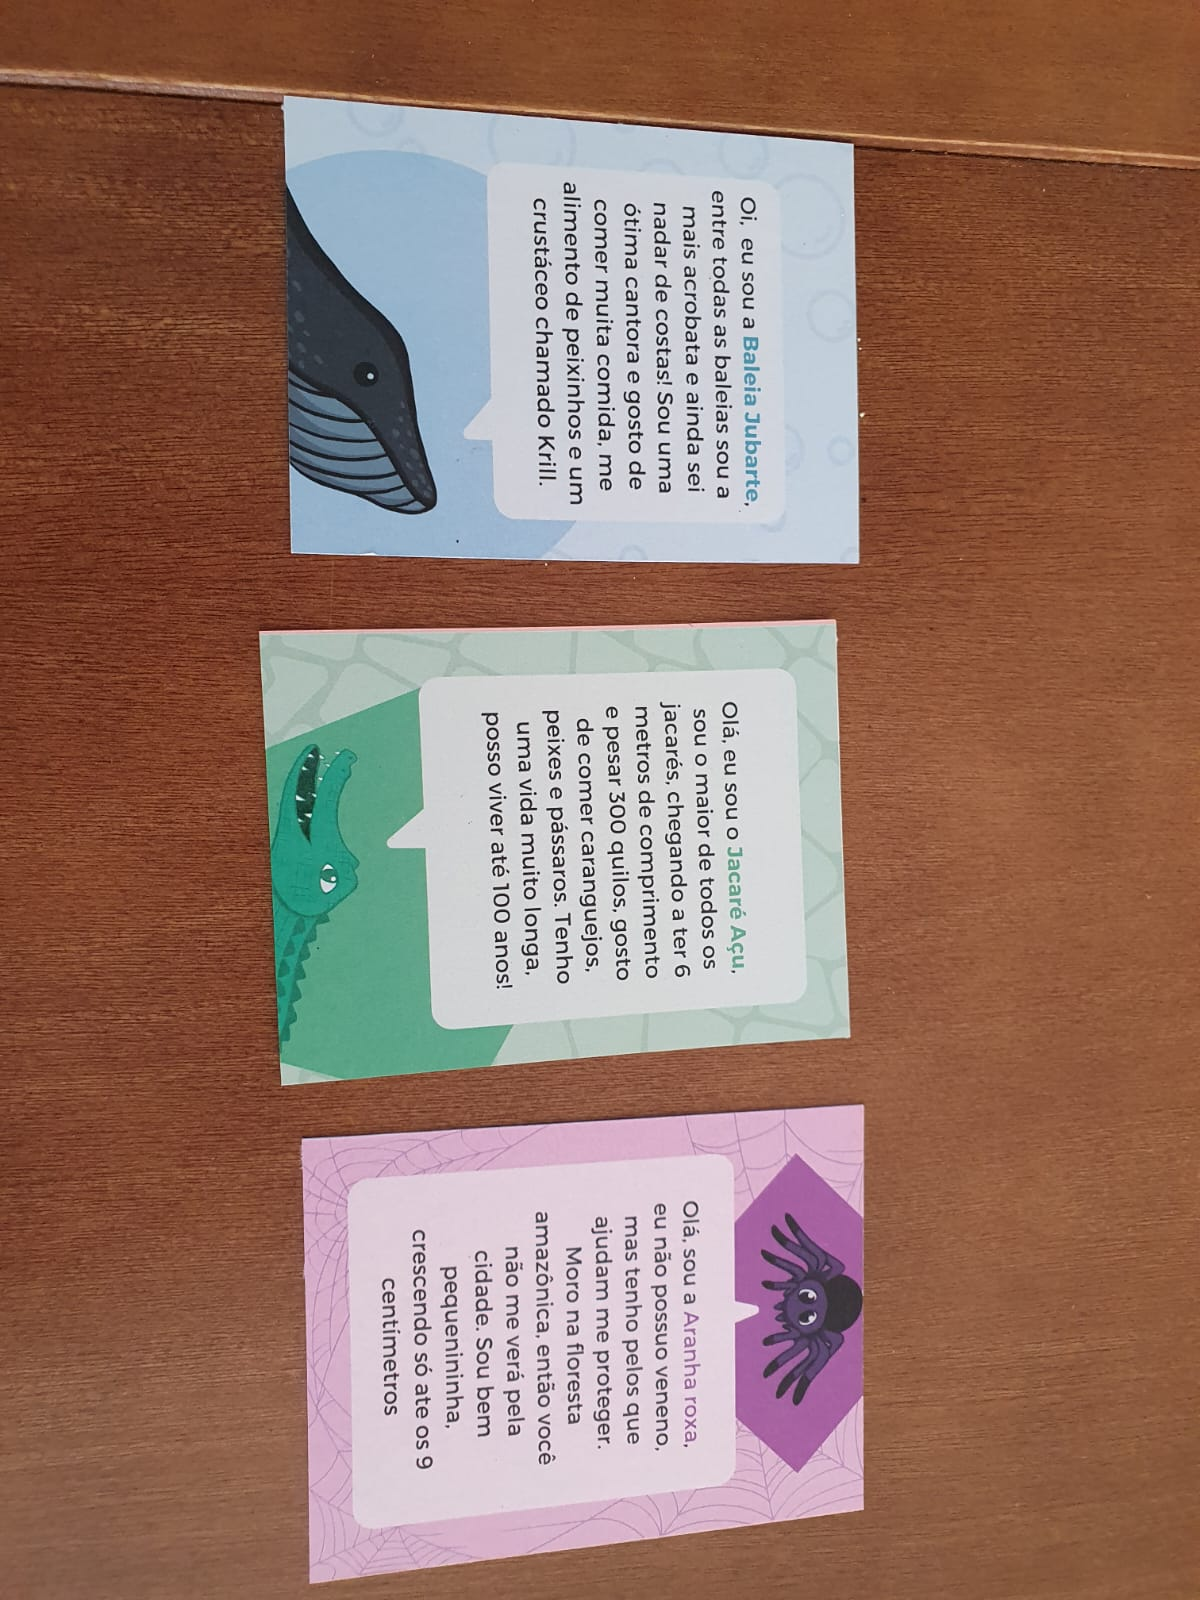 Oi, eu sou a Baleia Jubarte,
entre todas as baleias sou a
mais acrobata e ainda sei
nadar de costas! Sou uma
ótima cantora e gosto de
comer muita comida, me
alimento de peixinhos e um
crustáceo chamado Krill.
Olá, eu sou o Jacaré Açu,
sou o maior de todos os
jacarés, chegando a ter 6
metros de comprimento
e pesar 300 quilos, gosto
de comer caranguejos,
peixes e pássaros. Tenho
uma vida muito longa,
posso viver até 100 anos!
Olá, sou a Aranha roxa,
eu não possuo veneno,
mas tenho pelos que
ajudam me proteger.
Moro na floresta
amazônica, então você
não me verá pela
cidade. Sou bem
pequenininha,
crescendo só ate os 9
centímetros